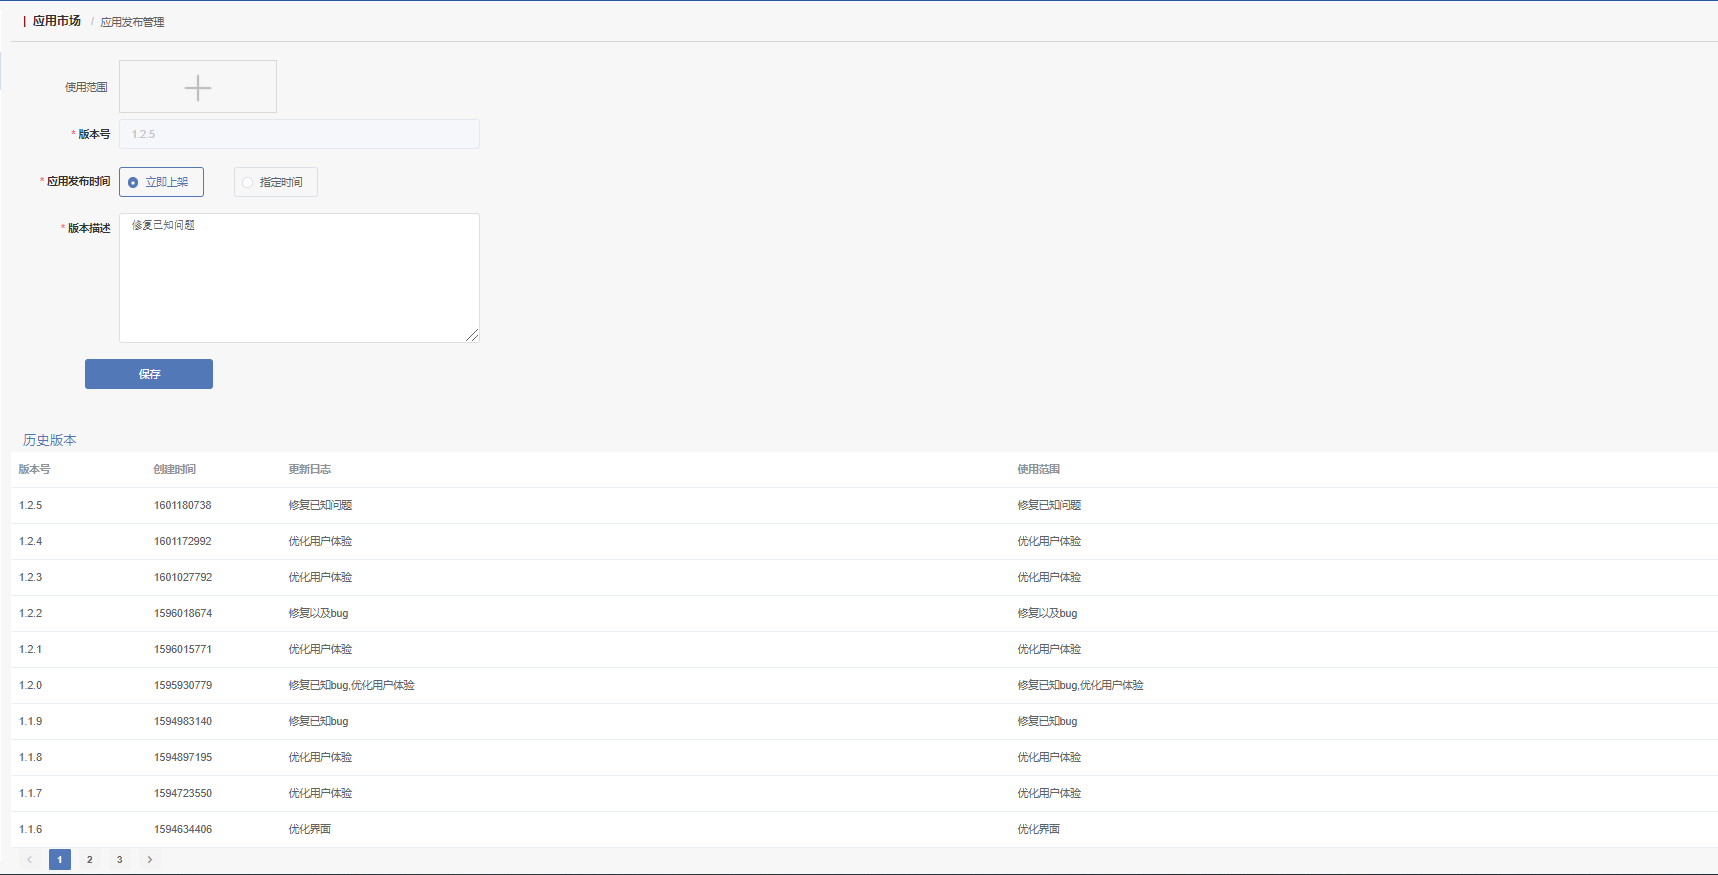 应用市场 / 应用发布管理
使用范围
* 版本号 1.2.5
* 应用发布时间 立即上架 指定时间
* 版本描述 修复已知问题
保存
历史版本
版本号 创建时间 更新日志 使用范围
1.2.5 1601180738 修复已知问题 修复已知问题
1.2.4 1601172992 优化用户体验 优化用户体验
1.2.3 1601027792 优化用户体验 优化用户体验
1.2.2 1596018674 修复以及bug 修复以及bug
1.2.1 1596015771 优化用户体验 优化用户体验
1.2.0 1595930779 修复已知bug,优化用户体验 修复已知bug,优化用户体验
1.1.9 1594983140 修复已知bug 修复已知bug
1.1.8 1594897195 优化用户体验 优化用户体验
1.1.7 1594723550 优化用户体验 优化用户体验
1.1.6 1594634406 优化界面 优化界面
< 1 2 3 >